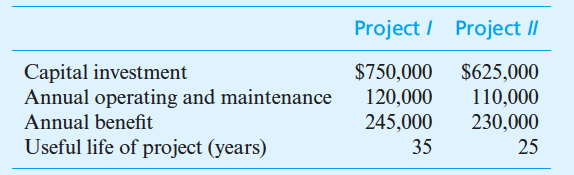 Project I Project II
Capital investment $750,000 $625,000
Annual operating and maintenance 120,000 110,000
Annual benefit 245,000 230,000
Useful life of project (years) 35 25